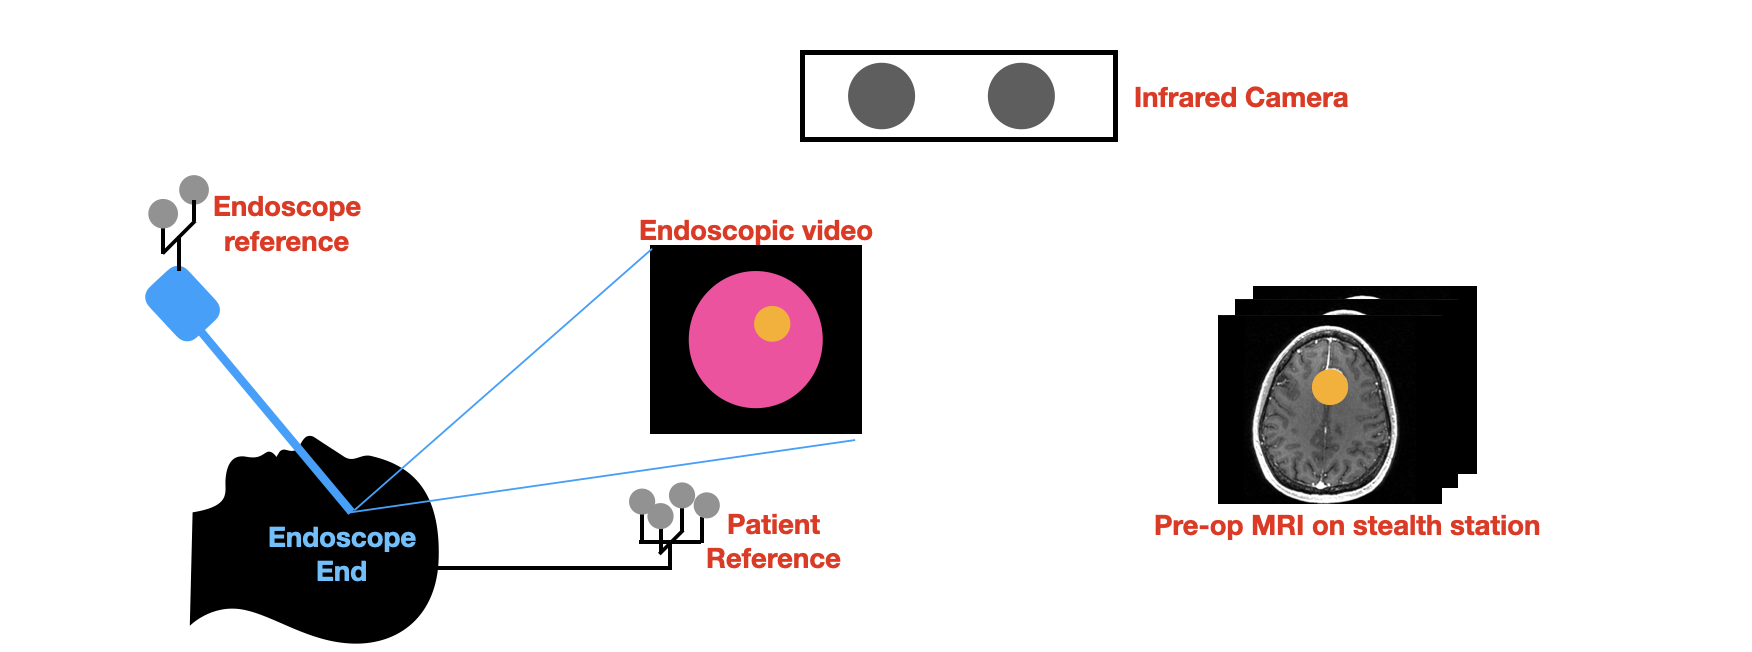 Infrared Camera
Endoscope
reference
Endoscopic video
Endoscope
End
Patient
Reference
Pre-op MRI on stealth station